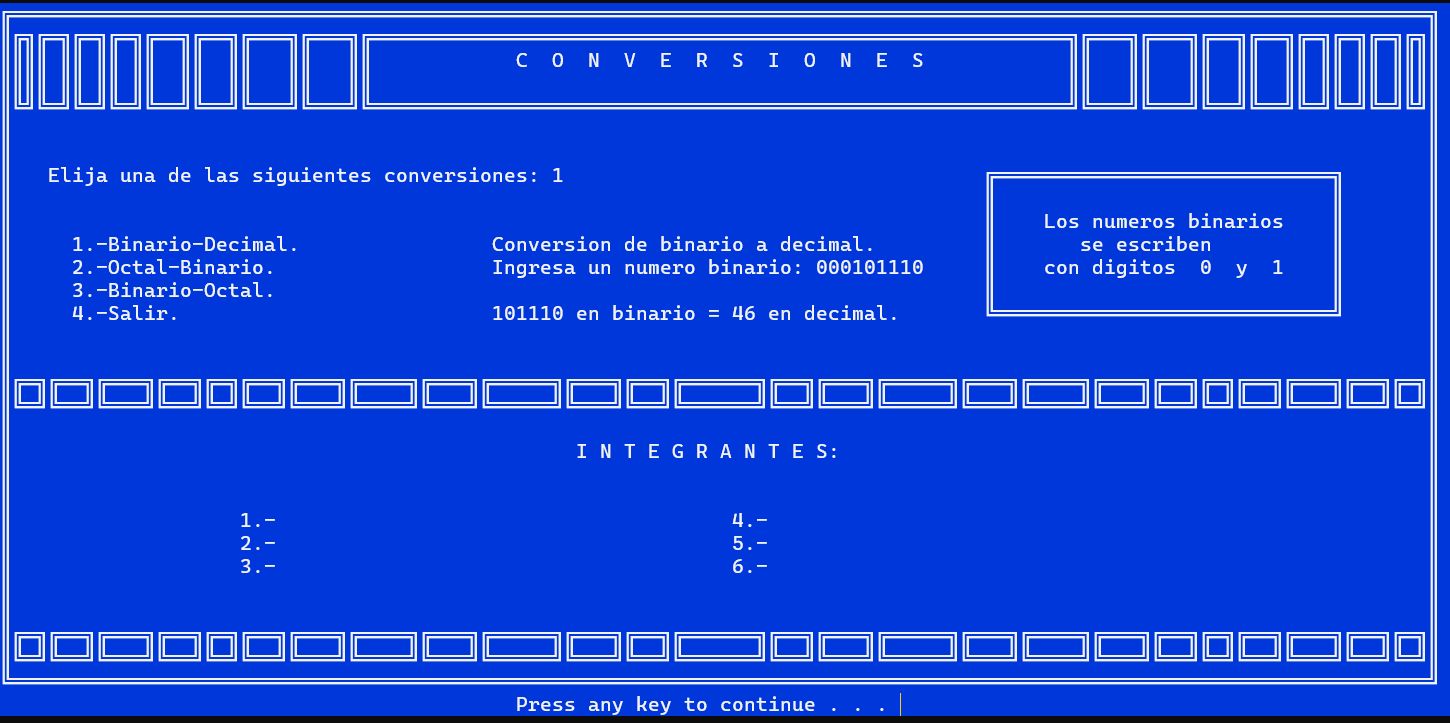 C O N V E R S I O N E S
Elija una de las siguientes conversiones: 1
1.-Binario-Decimal.
2.-Octal-Binario.
3.-Binario-Octal.
4.-Salir.
Conversion de binario a decimal.
Ingresa un numero binario: 000101110
101110 en binario = 46 en decimal.
Los numeros binarios
se escriben
con digitos 0 y 1
I N T E G R A N T E S:
1.-
2.-
3.-
4.-
5.-
6.-
Press any key to continue . . .